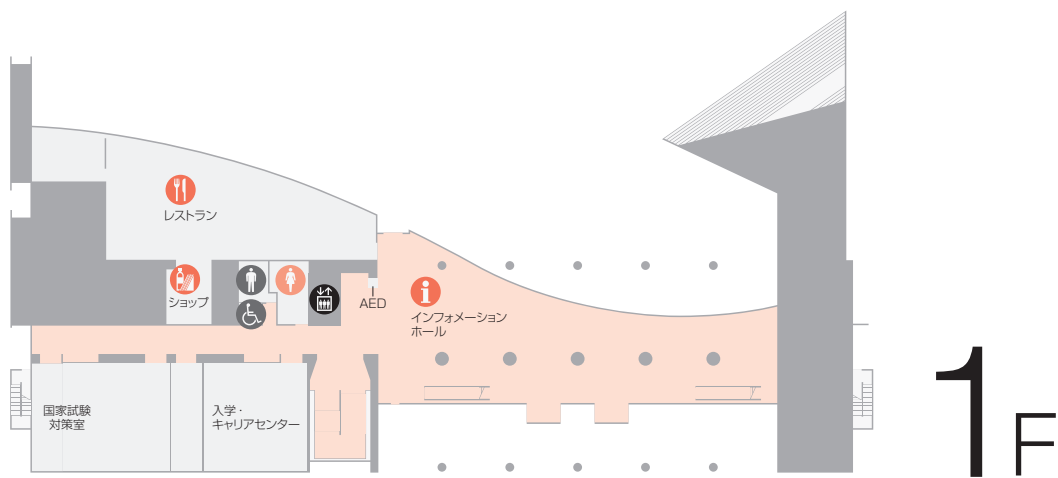 レストラン
ショップ
AED
インフォメーション
ホール
国家試験
対策室
入学・
キャリアセンター
1F